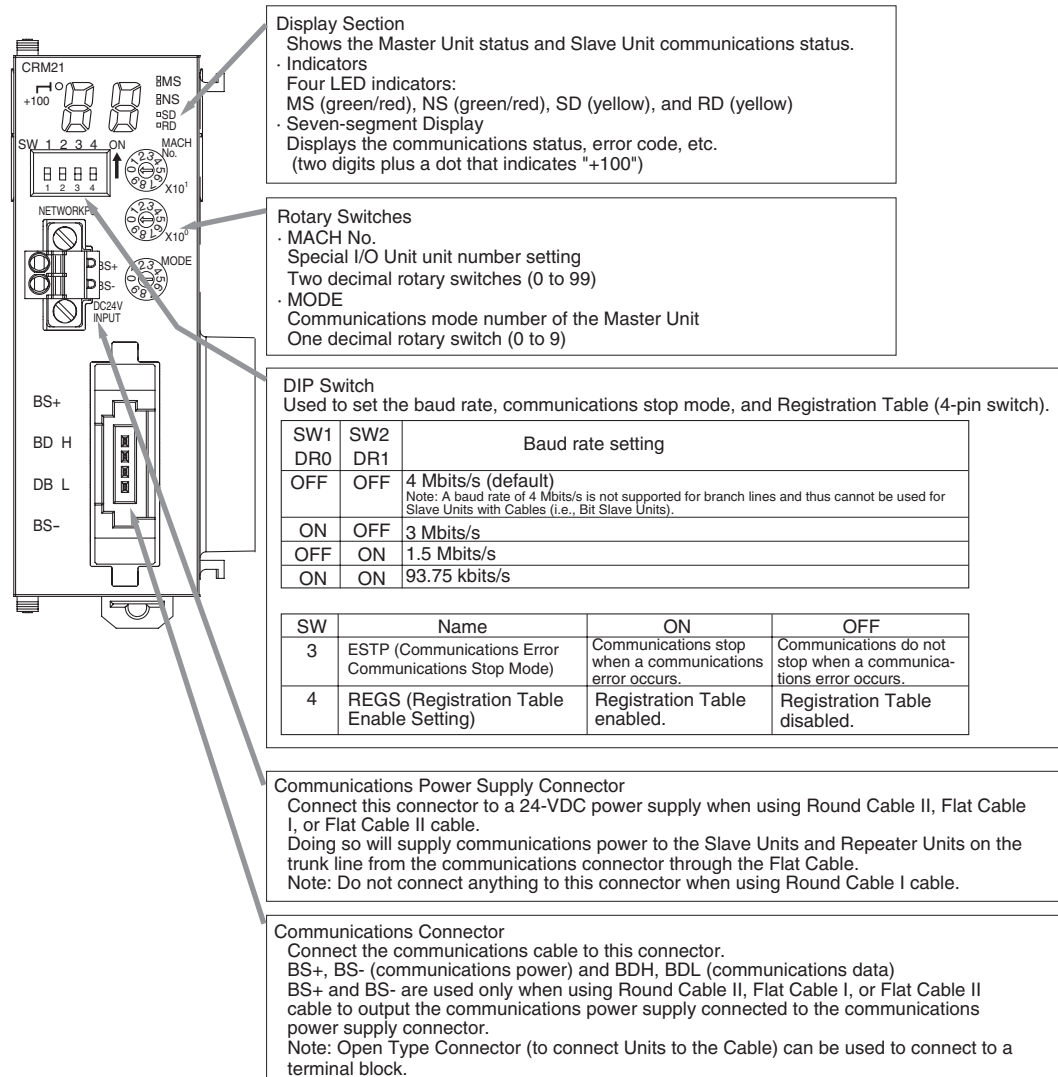 CRM21
+100
MS
NS
SD
RD
SW 1 2 3 4 ON
MACH
No.
X10¹
1 2 3 4
NETWORKPO
X10⁰
MODE
BS+
BS-
DC24V
INPUT
BS+
BD H
DB L
BS–
Display Section
Shows the Master Unit status and Slave Unit communications status.
· Indicators
Four LED indicators:
MS (green/red), NS (green/red), SD (yellow), and RD (yellow)
· Seven-segment Display
Displays the communications status, error code, etc.
(two digits plus a dot that indicates "+100")
Rotary Switches
· MACH No.
Special I/O Unit unit number setting
Two decimal rotary switches (0 to 99)
· MODE
Communications mode number of the Master Unit
One decimal rotary switch (0 to 9)
DIP Switch
Used to set the baud rate, communications stop mode, and Registration Table (4-pin switch).
SW1 SW2 Baud rate setting
DR0 DR1
OFF OFF 4 Mbits/s (default)
Note: A baud rate of 4 Mbits/s is not supported for branch lines and thus cannot be used for
Slave Units with Cables (i.e., Bit Slave Units).
ON OFF 3 Mbits/s
OFF ON 1.5 Mbits/s
ON ON 93.75 kbits/s
SW Name ON OFF
3 ESTP (Communications Error
Communications Stop Mode)
Communications stop
when a communications
error occurs.
Communications do not
stop when a communica-
tions error occurs.
4 REGS (Registration Table
Enable Setting)
Registration Table
enabled.
Registration Table
disabled.
Communications Power Supply Connector
Connect this connector to a 24-VDC power supply when using Round Cable II, Flat Cable
I, or Flat Cable II cable.
Doing so will supply communications power to the Slave Units and Repeater Units on the
trunk line from the communications connector through the Flat Cable.
Note: Do not connect anything to this connector when using Round Cable I cable.
Communications Connector
Connect the communications cable to this connector.
BS+, BS- (communications power) and BDH, BDL (communications data)
BS+ and BS- are used only when using Round Cable II, Flat Cable I, or Flat Cable II
cable to output the communications power supply connected to the communications
power supply connector.
Note: Open Type Connector (to connect Units to the Cable) can be used to connect to a
terminal block.